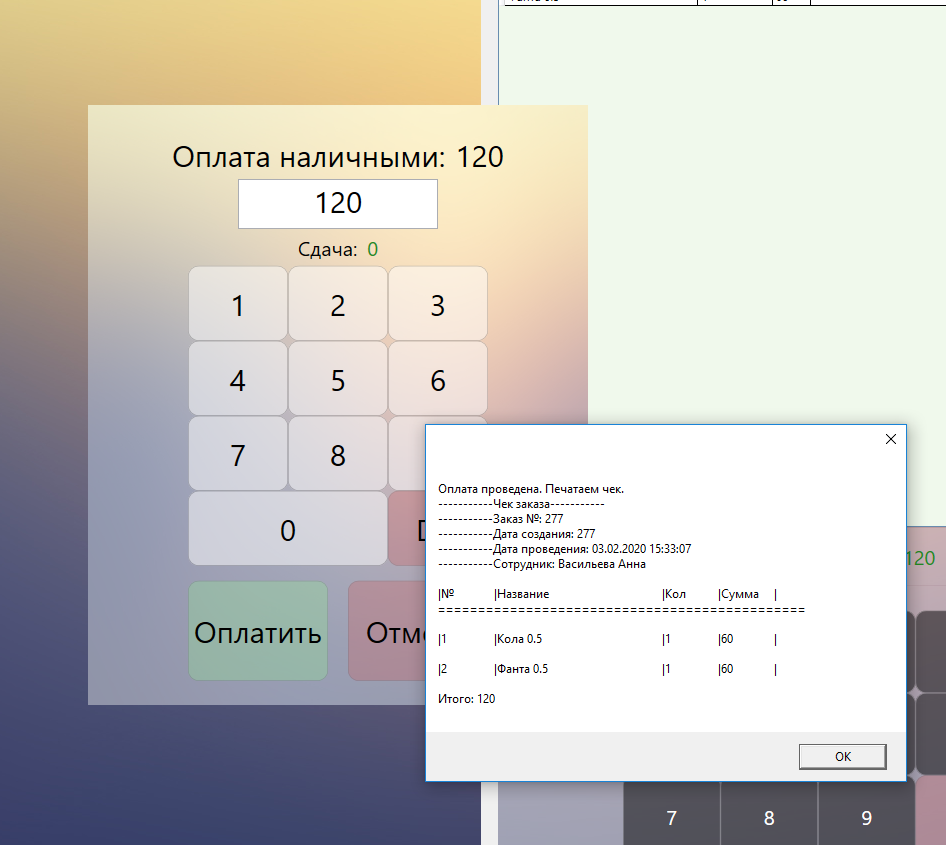 Оплата наличными: 120
120
Сдача: 0
1 2 3
4 5 6
7 8
0
Оплатить
Оплата проведена. Печатаем чек.
-----------Чек заказа-----------
-----------Заказ №: 277
-----------Дата создания: 277
-----------Дата проведения: 03.02.2020 15:33:07
-----------Сотрудник: Васильева Анна
|№ |Название |Кол |Сумма |
==============================================
|1 |Кола 0.5 |1 |60 |
|2 |Фанта 0.5 |1 |60 |
Итого: 120
OK
120
7 8 9